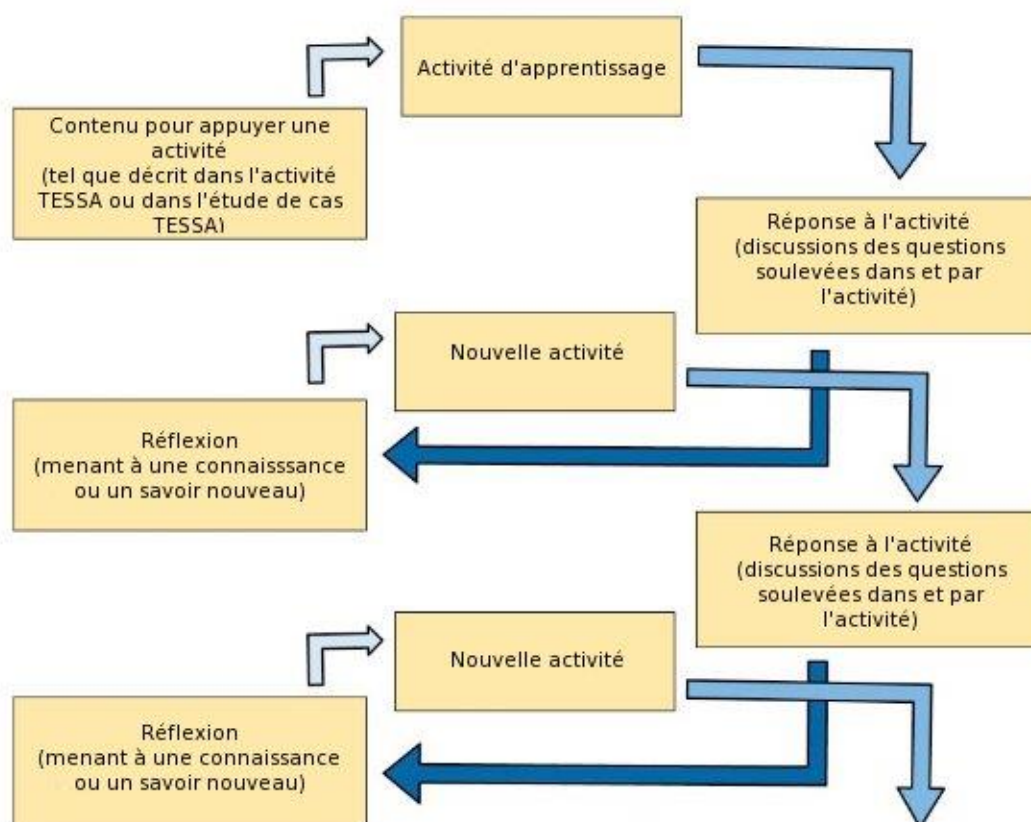 Activité d'apprentissage
Contenu pour appuyer une
activité
(tel que décrit dans l'activité
TESSA ou dans l'étude de cas
TESSA)
Réponse à l'activité
(discussions des questions
soulevées dans et par
l'activité)
Nouvelle activité
Réflexion
(menant à une connaisssance
ou un savoir nouveau)
Réponse à l'activité
(discussions des questions
soulevées dans et par
l'activité)
Nouvelle activité
Réflexion
(menant à une connaissance
ou un savoir nouveau)